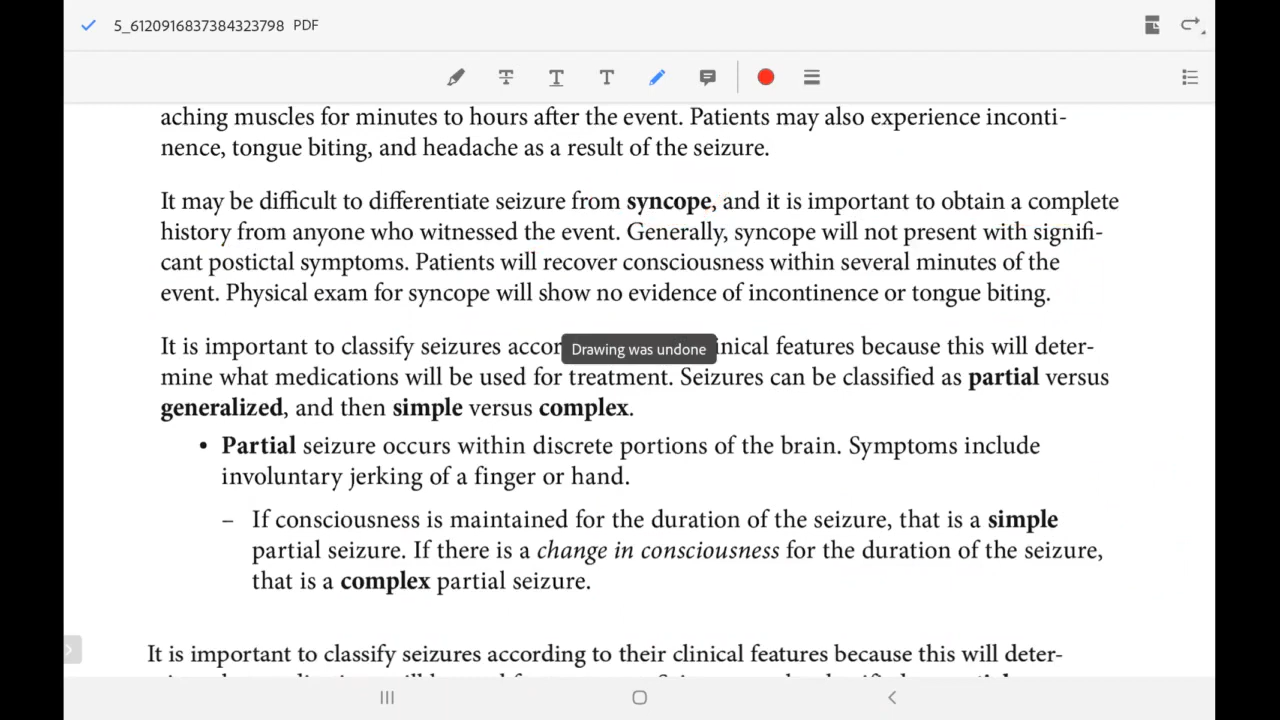 5_6120916837384323798 PDF
aching muscles for minutes to hours after the event. Patients may also experience inconti-
nence, tongue biting, and headache as a result of the seizure.
It may be difficult to differentiate seizure from syncope, and it is important to obtain a complete
history from anyone who witnessed the event. Generally, syncope will not present with signifi-
cant postictal symptoms. Patients will recover consciousness within several minutes of the
event. Physical exam for syncope will show no evidence of incontinence or tongue biting.
It is important to classify seizures accor Drawing was undone inical features because this will deter-
mine what medications will be used for treatment. Seizures can be classified as partial versus
generalized, and then simple versus complex.
• Partial seizure occurs within discrete portions of the brain. Symptoms include
involuntary jerking of a finger or hand.
– If consciousness is maintained for the duration of the seizure, that is a simple
partial seizure. If there is a change in consciousness for the duration of the seizure,
that is a complex partial seizure.
It is important to classify seizures according to their clinical features because this will deter-